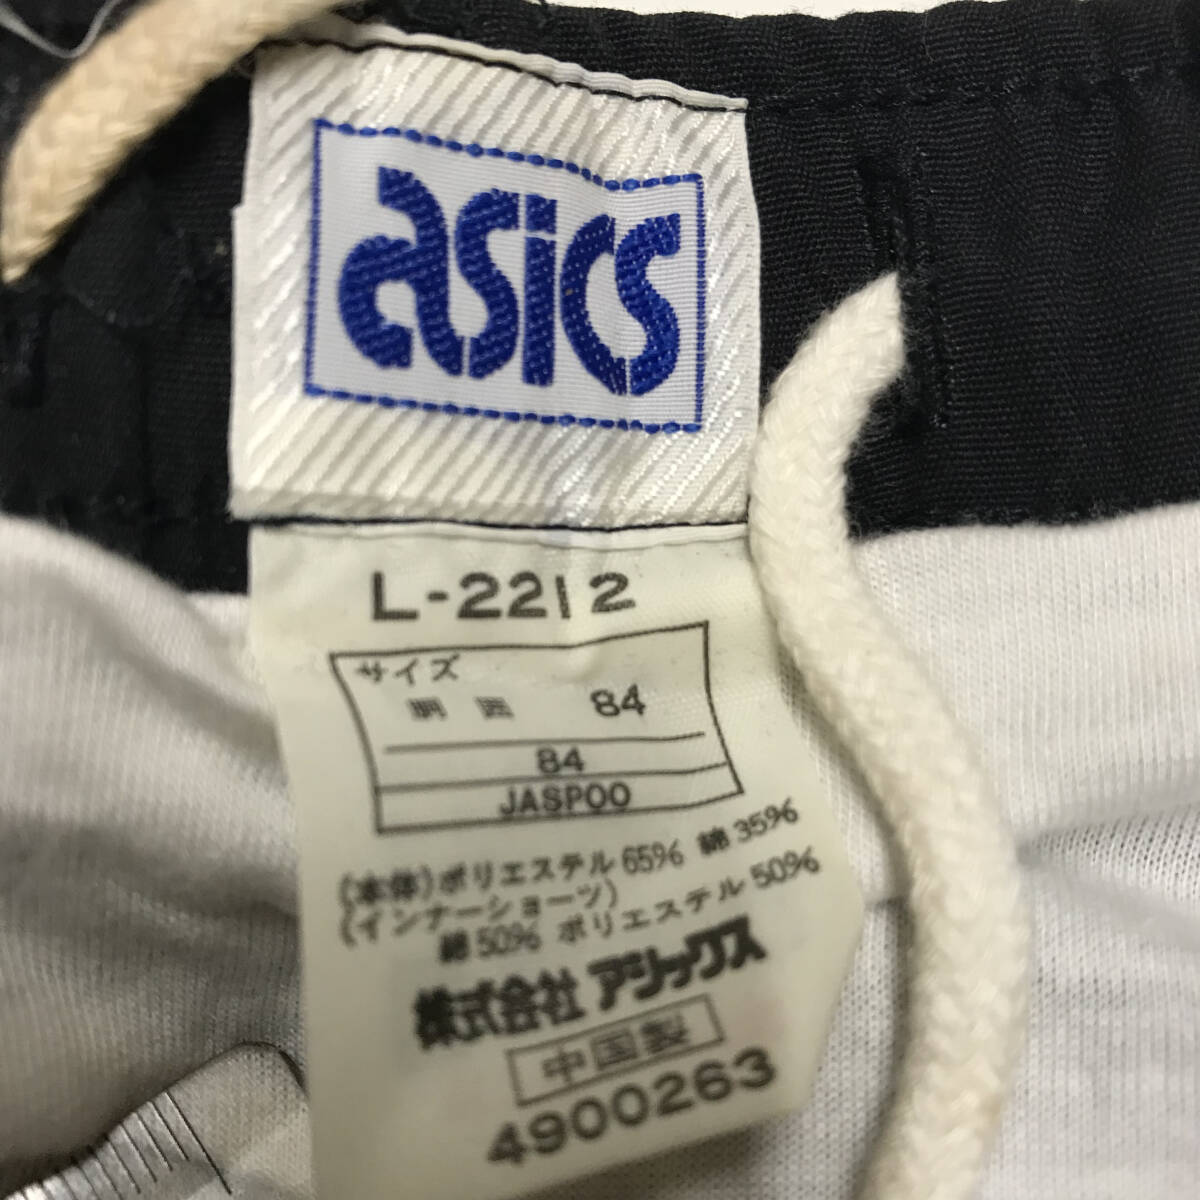 asics
L-2212
サイズ
胴囲 84
84
JASPOO
(本体)ポリエステル 65% 綿 35%
(インナーショーツ)
綿 50% ポリエステル 50%
株式会社 アシックス
中国製
4900263